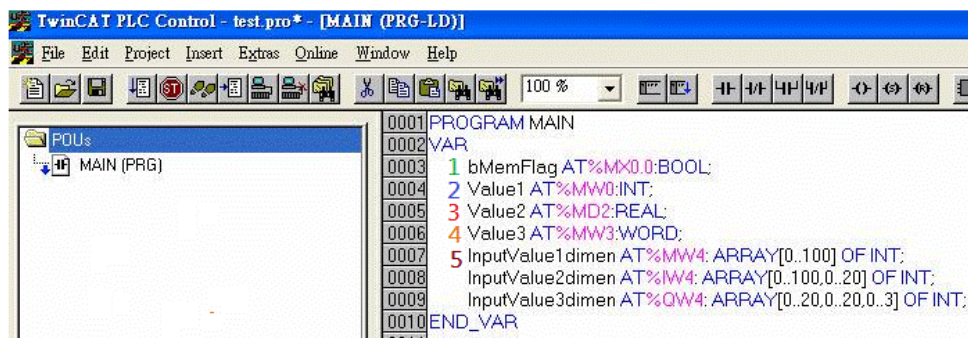 TwinCAT PLC Control - test.pro* - [MAIN (PRG-LD)]
File Edit Project Insert Extras Online Window Help
100 %
POUs
MAIN (PRG)
0001 PROGRAM MAIN
0002 VAR
0003 1 bMemFlag AT%MX0.0:BOOL;
0004 2 Value1 AT%MW0:INT;
0005 3 Value2 AT%MD2:REAL;
0006 4 Value3 AT%MW3:WORD;
0007 5 InputValue1dimen AT%MW4: ARRAY[0..100] OF INT;
0008 InputValue2dimen AT%IW4: ARRAY[0..100,0..20] OF INT;
0009 InputValue3dimen AT%QW4: ARRAY[0..20,0..20,0..3] OF INT;
0010 END_VAR